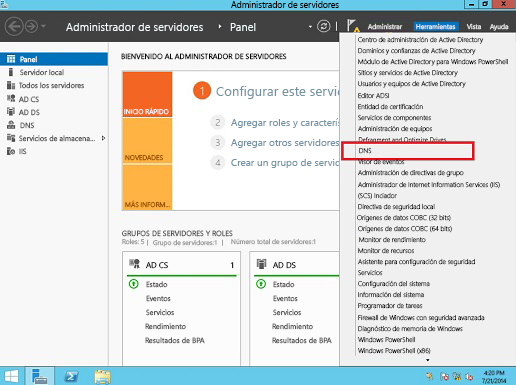 Administrador de servidores
Administrador de servidores › Panel
Administrar
Herramientas
Vista
Ayuda
Panel
Servidor local
Todos los servidores
AD CS
AD DS
DNS
Servicios de almacena...
IIS
BIENVENIDO AL ADMINISTRADOR DE SERVIDORES
INICIO RÁPIDO
NOVEDADES
MÁS INFORM...
1 Configurar este servi
2 Agregar roles y caracterí
3 Agregar otros servidores
4 Crear un grupo de servi
GRUPOS DE SERVIDORES Y ROLES
Roles: 5 | Grupo de servidores:1 | Número total de servidores:1
AD CS 1
Estado
Eventos
Servicios
Rendimiento
Resultados de BPA
AD DS
Estado
Eventos
Servicios
Rendimiento
Resultados de BPA
Centro de administración de Active Directory
Dominios y confianzas de Active Directory
Módulo de Active Directory para Windows PowerShell
Sitios y servicios de Active Directory
Usuarios y equipos de Active Directory
Editor ADSI
Entidad de certificación
Servicios de componentes
Administración de equipos
Defragment and Optimize Drives
DNS
Visor de eventos
Administración de directivas de grupo
Administrador de Internet Information Services (IIS)
(SCS) inciador
Directiva de seguridad local
Orígenes de datos COBC (32 bits)
Orígenes de datos COBC (64 bits)
Monitor de rendimiento
Monitor de recursos
Asistente para configuración de seguridad
Servicios
Configuración del sistema
Información del sistema
Programador de tareas
Firewall de Windows con seguridad avanzada
Diagnóstico de memoria de Windows
Windows PowerShell
Windows PowerShell (x86)
4:20 PM
7/21/2014